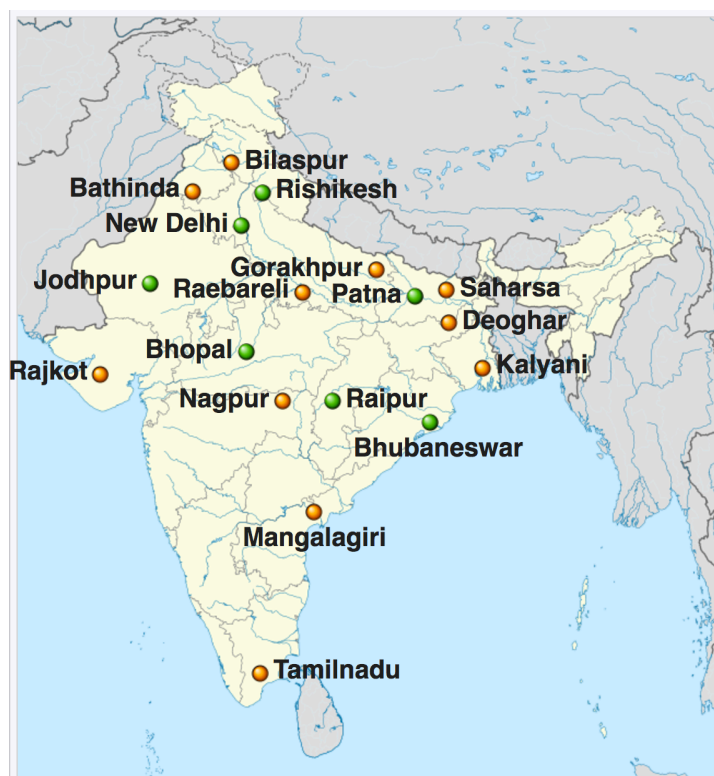 Bilaspur
Bathinda
Rishikesh
New Delhi
Gorakhpur
Jodhpur
Raebareli
Patna
Saharsa
Deoghar
Bhopal
Rajkot
Kalyani
Nagpur
Raipur
Bhubaneswar
Mangalagiri
Tamilnadu